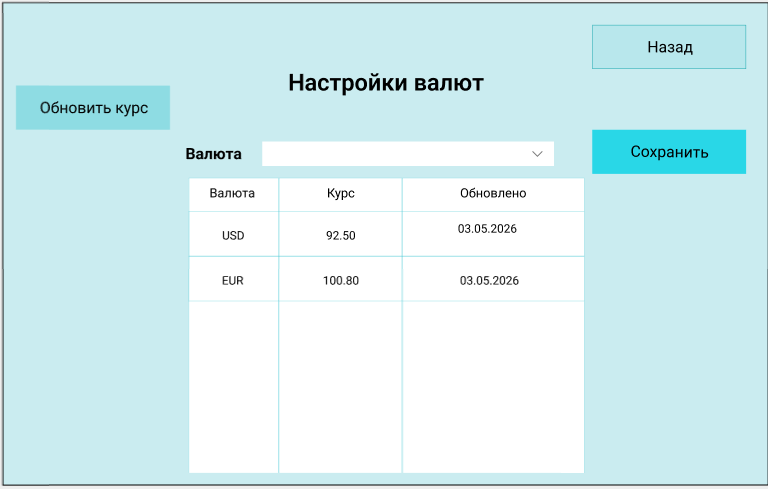 Назад
Настройки валют
Обновить курс
Валюта
Сохранить
Валюта Курс Обновлено
USD 92.50 03.05.2026
EUR 100.80 03.05.2026